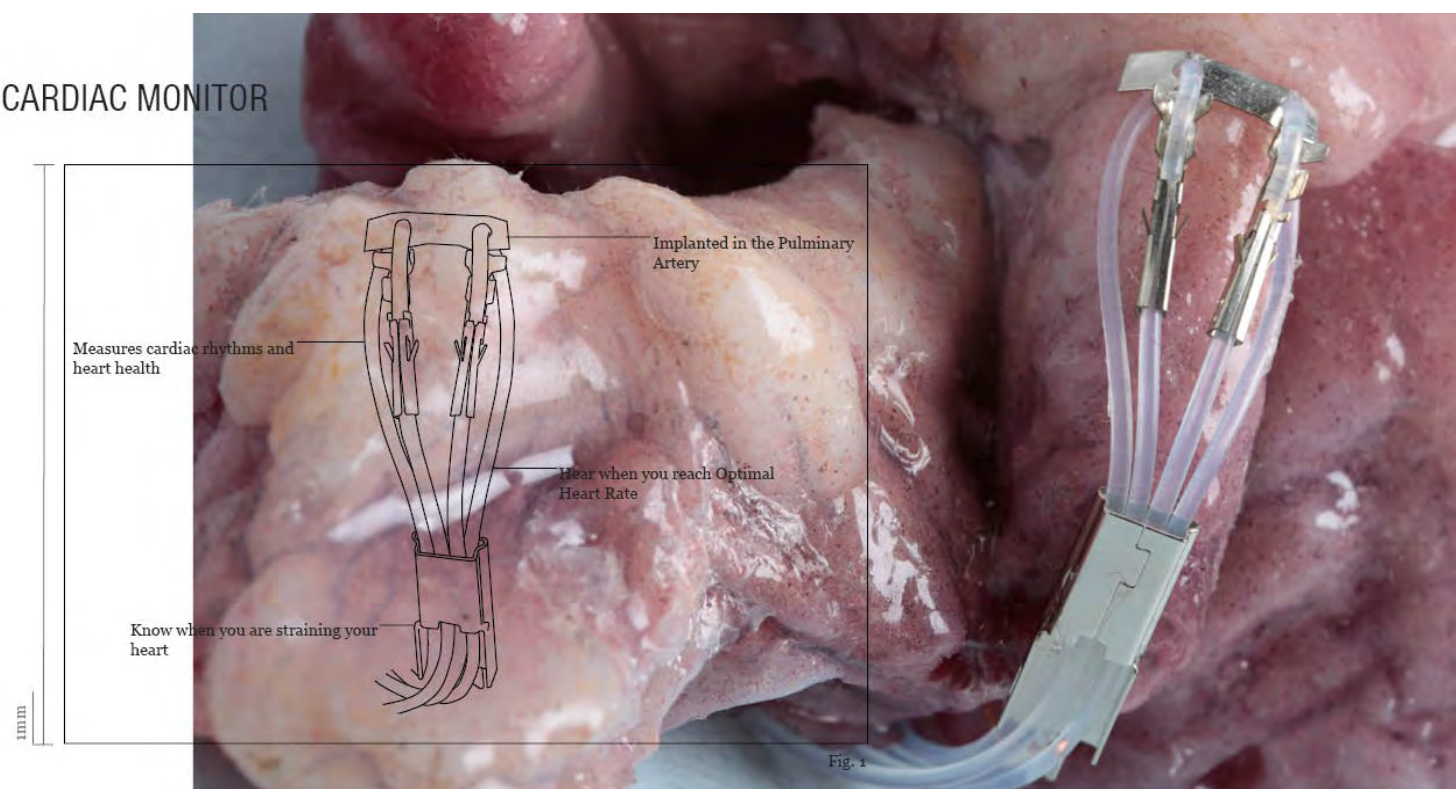 CARDIAC MONITOR
Implanted in the Pulminary
Artery
Measures cardiac rhythms and
heart health
Hear when you reach Optimal
Heart Rate
Know when you are straining your
heart
1mm
Fig. 1